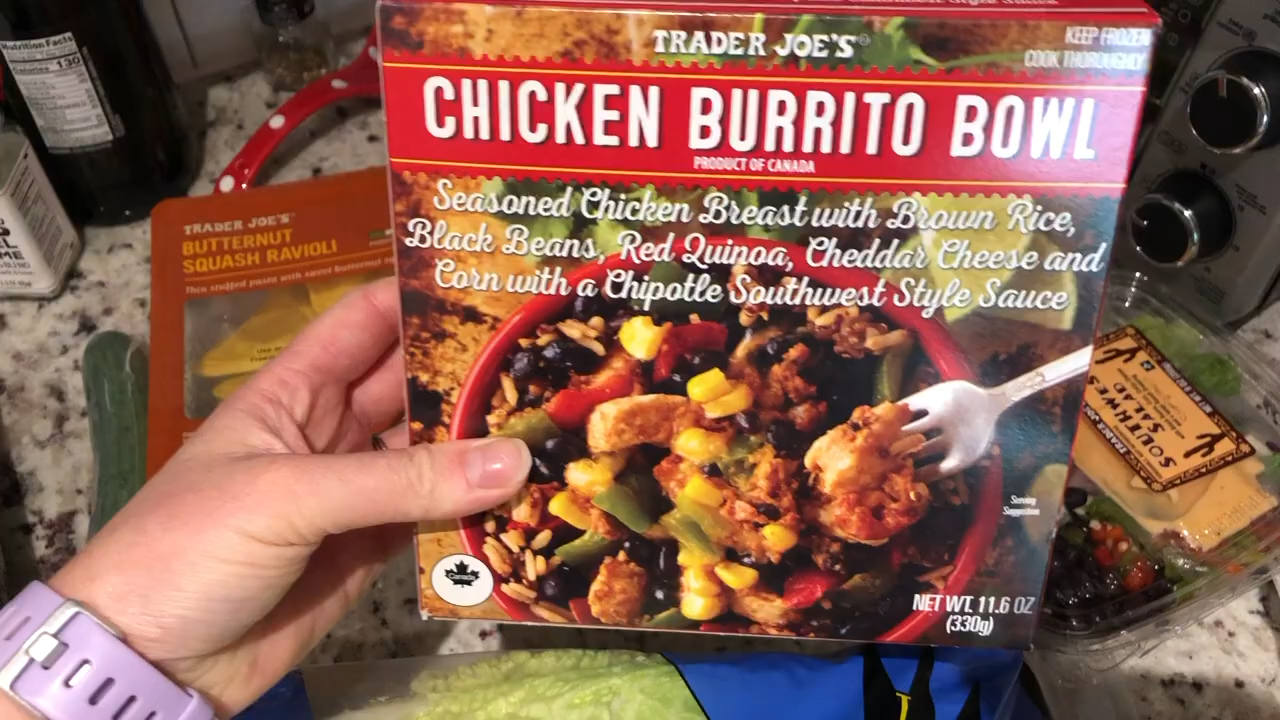 TRADER JOE'S
KEEP FROZEN
COOK THOROUGHLY
CHICKEN BURRITO BOWL
PRODUCT OF CANADA
Seasoned Chicken Breast with Brown Rice,
Black Beans, Red Quinoa, Cheddar Cheese and
Corn with a Chipotle Southwest Style Sauce
Serving
Suggestion
Canada
NET WT. 11.6 OZ
(330g)
Nutrition Facts
Calories 130
TRADER JOE'S
BUTTERNUT
SQUASH RAVIOLI
SALAD